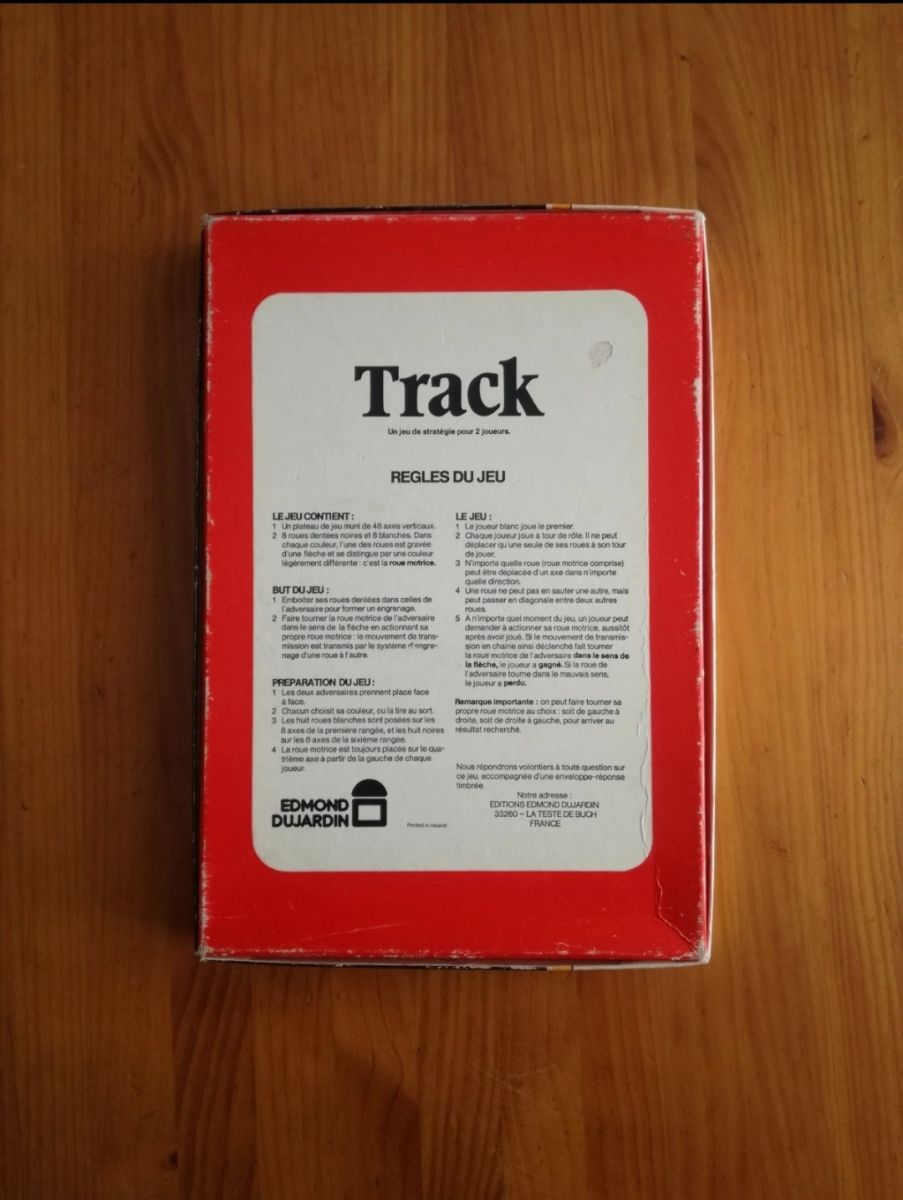 Track
Un jeu de stratégie pour 2 joueurs.
REGLES DU JEU
LE JEU CONTIENT :
1 Un plateau de jeu muni de 48 axes verticaux.
2 8 roues dentées noires et 8 blanches. Dans
chaque couleur, l'une des roues est gravée
d'une flèche et se distingue par une couleur
légèrement différente : c'est la roue motrice.
BUT DU JEU :
1 Emboîter ses roues dentées dans celles de
l'adversaire pour former un engrenage.
2 Faire tourner la roue motrice de l'adversaire
dans le sens de la flèche en actionnant sa
propre roue motrice : le mouvement de trans-
mission est transmis par le système d'engre-
nage d'une roue à l'autre.
PREPARATION DU JEU :
1 Les deux adversaires prennent place face
à face.
2 Chacun choisit sa couleur, ou la tire au sort.
3 Les huit roues blanches sont posées sur les
8 axes de la première rangée, et les huit noires
sur les 8 axes de la sixième rangée.
4 La roue motrice est toujours placée sur le qua-
trième axe à partir de la gauche de chaque
joueur.
EDMOND
DUJARDIN
Printed in Ireland
LE JEU :
1 Le joueur blanc joue le premier.
2 Chaque joueur joue à tour de rôle. Il ne peut
déplacer qu'une seule de ses roues à son tour
de jouer.
3 N'importe quelle roue (roue motrice comprise)
peut être déplacée d'un axe dans n'importe
quelle direction.
4 Une roue ne peut pas en sauter une autre, mais
peut passer en diagonale entre deux autres
roues.
5 A n'importe quel moment du jeu, un joueur peut
demander à actionner sa roue motrice, aussitôt
après avoir joué. Si le mouvement de transmis-
sion en chaîne ainsi déclenché fait tourner
la roue motrice de l'adversaire dans le sens de
la flèche, le joueur a gagné. Si la roue de
l'adversaire tourne dans le mauvais sens,
le joueur a perdu.
Remarque importante : on peut faire tourner sa
propre roue motrice au choix : soit de gauche à
droite, soit de droite à gauche, pour arriver au
résultat recherche.
Nous répondrons volontiers à toute question sur
ce jeu, accompagnée d'une enveloppe-réponse
timbrée.
Notre adresse :
EDITIONS EDMOND DUJARDIN
33260 – LA TESTE DE BUCH
FRANCE